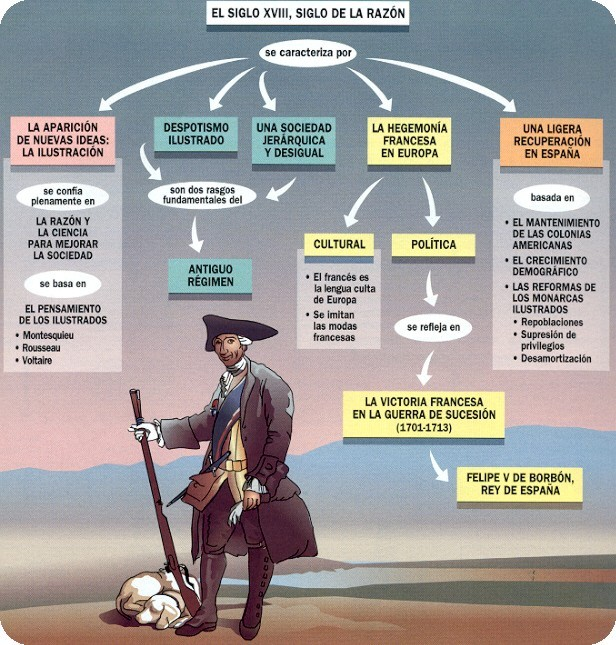 EL SIGLO XVIII, SIGLO DE LA RAZÓN
se caracteriza por
LA APARICIÓN
DE NUEVAS IDEAS:
LA ILUSTRACIÓN
se confia
plenamente en
LA RAZÓN Y
LA CIENCIA
PARA MEJORAR
LA SOCIEDAD
se basa en
EL PENSAMIENTO
DE LOS ILUSTRADOS
• Montesquieu
• Rousseau
• Voltaire
DESPOTISMO
ILUSTRADO
UNA SOCIEDAD
JERÁRQUICA Y
DESIGUAL
son dos rasgos
fundamentales del
ANTIGUO
RÉGIMEN
LA HEGEMONÍA
FRANCESA
EN EUROPA
CULTURAL
• El francés es
la lengua culta
de Europa
• Se imitan
las modas
francesas
POLÍTICA
se refleja en
LA VICTORIA FRANCESA
EN LA GUERRA DE SUCESIÓN
(1701-1713)
FELIPE V DE BORBÓN,
REY DE ESPAÑA
UNA LIGERA
RECUPERACIÓN
EN ESPAÑA
basada en
• EL MANTENIMIENTO
DE LAS COLONIAS
AMERICANAS
• EL CRECIMIENTO
DEMOGRÁFICO
• LAS REFORMAS DE
LOS MONARCAS
ILUSTRADOS
• Repoblaciones
• Supresión de
privilegios
• Desamortización